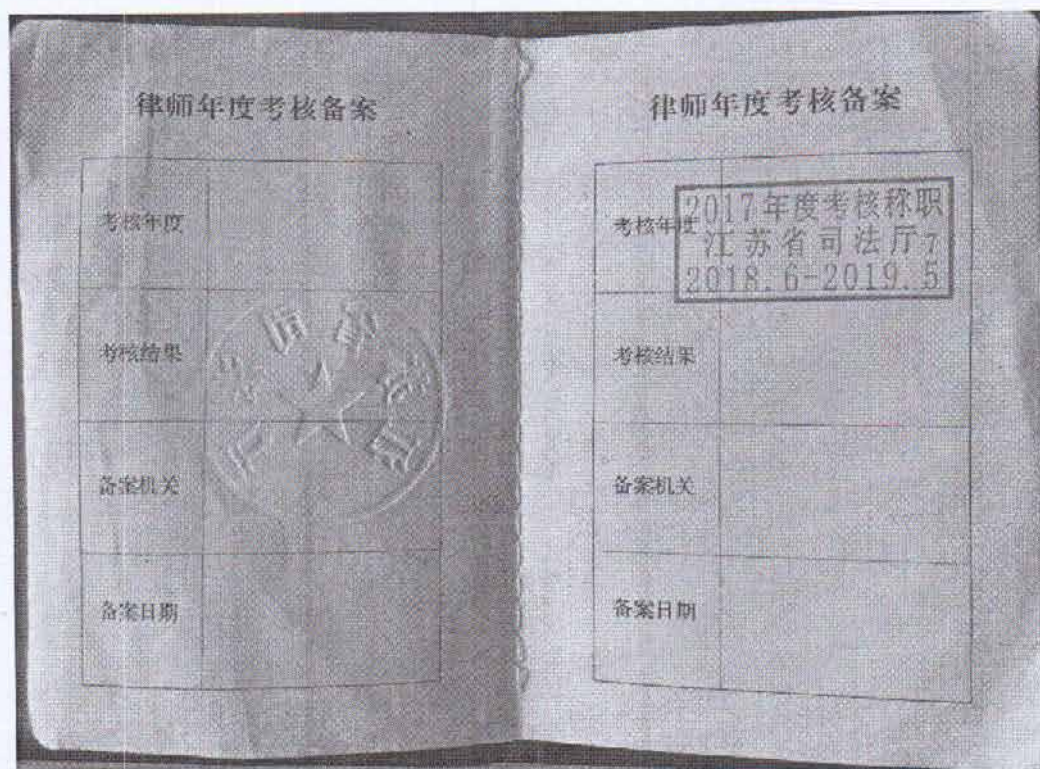 律师年度考核备案
考核年度
考核结果
备案机关
备案日期
律师年度考核备案
考核年度
2017年度考核称职
江苏省司法厅7
2018.6-2019.5
考核结果
备案机关
备案日期